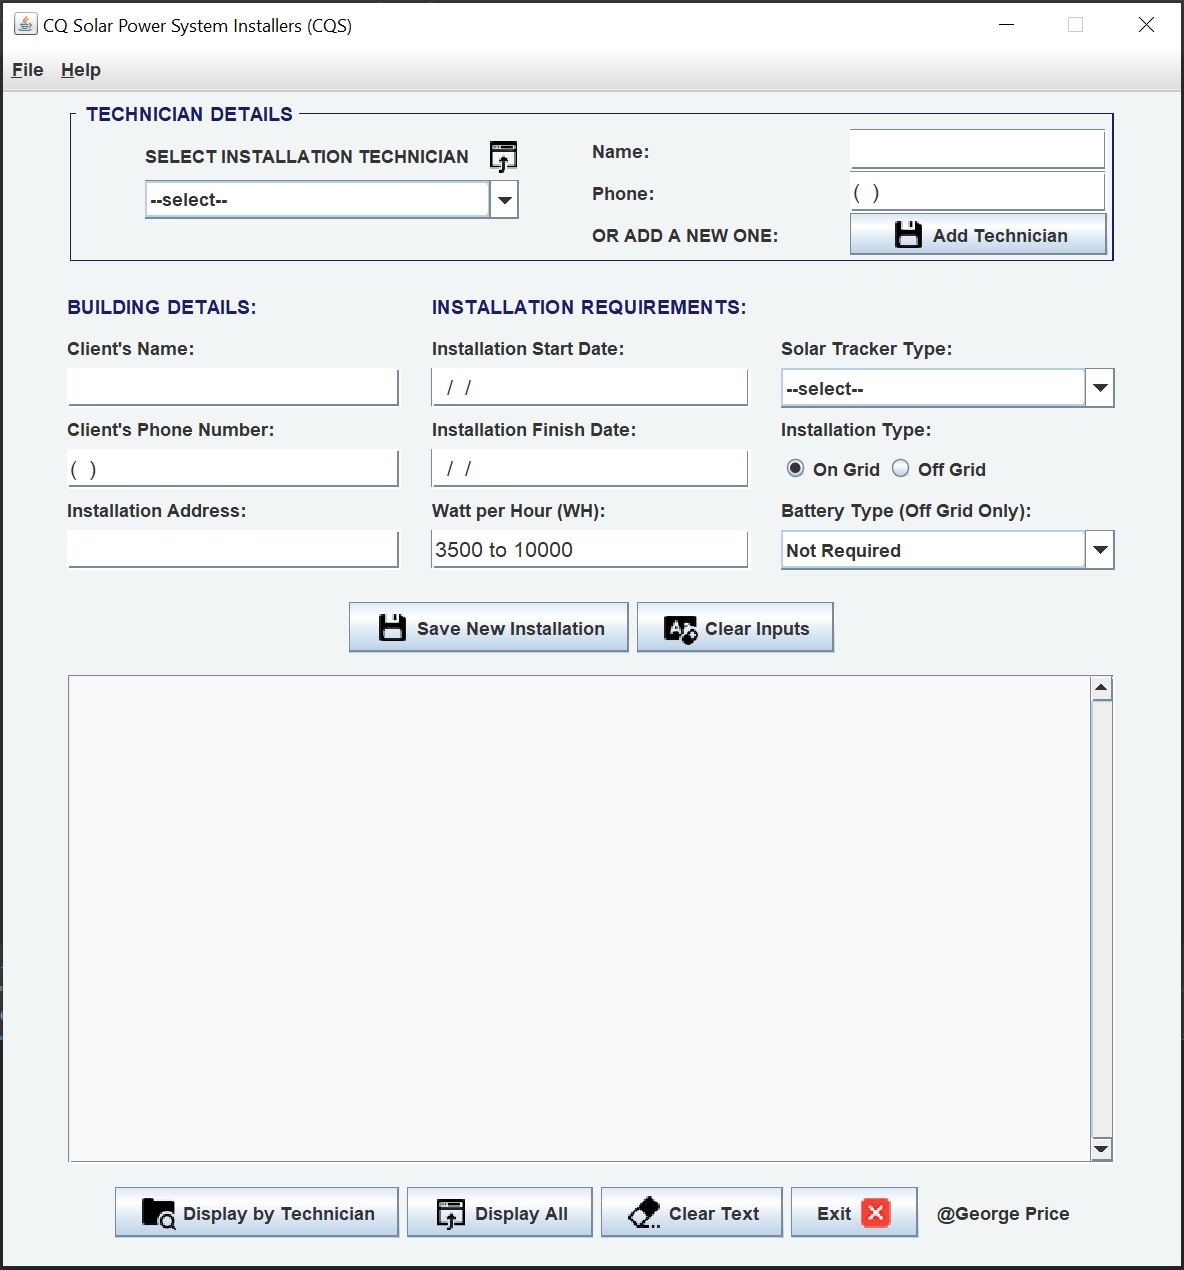 CQ Solar Power System Installers (CQS)
File Help
TECHNICIAN DETAILS
SELECT INSTALLATION TECHNICIAN
--select--
Name:
Phone:
( )
OR ADD A NEW ONE:
Add Technician
BUILDING DETAILS:
Client's Name:
Client's Phone Number:
( )
Installation Address:
INSTALLATION REQUIREMENTS:
Installation Start Date:
/ /
Installation Finish Date:
/ /
Watt per Hour (WH):
3500 to 10000
Solar Tracker Type:
--select--
Installation Type:
On Grid Off Grid
Battery Type (Off Grid Only):
Not Required
Save New Installation
Clear Inputs
Display by Technician
Display All
Clear Text
Exit
@George Price